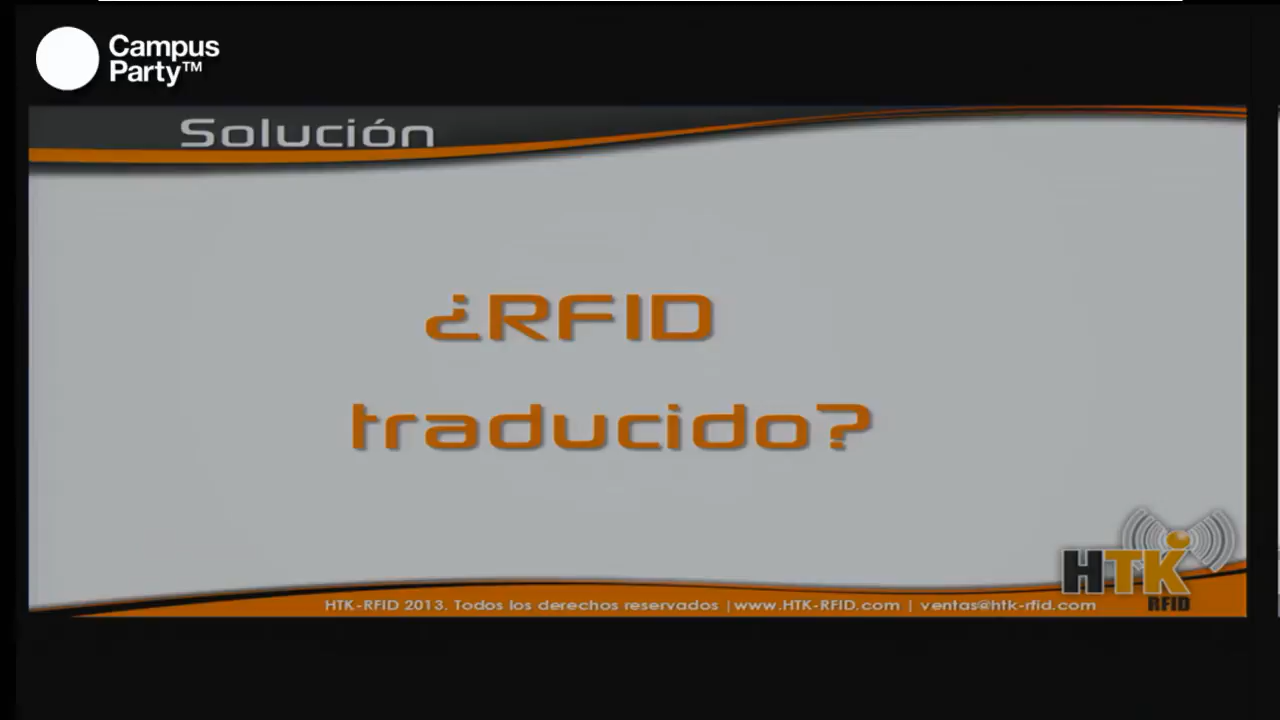 Campus
Party™
Solución
¿RFID
traducido?
HTK
RFID
HTK-RFID 2013. Todos los derechos reservados | www.HTK-RFID.com | ventas@htk-rfid.com